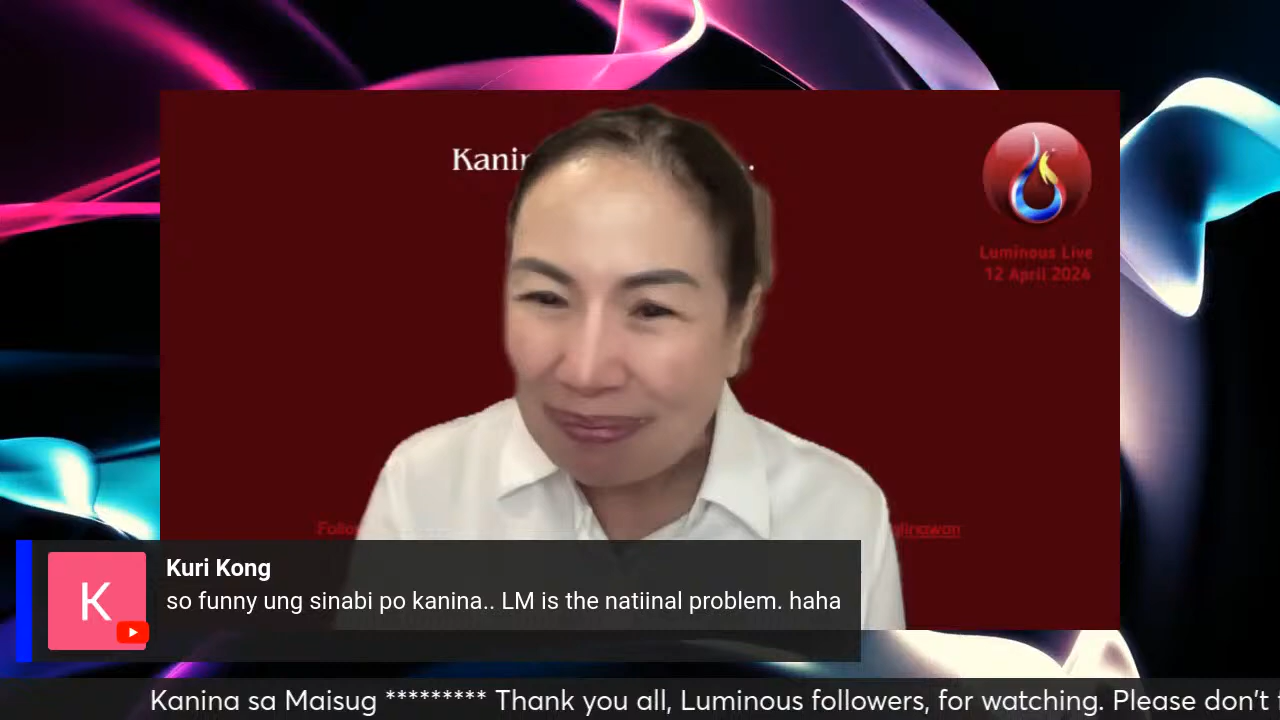 Kanin
.
Luminous Live
12 April 2024
Follo
Kuri Kong
K
so funny ung sinabi po kanina.. LM is the natiinal problem. haha
Kanina sa Maisug ********* Thank you all, Luminous followers, for watching. Please don't